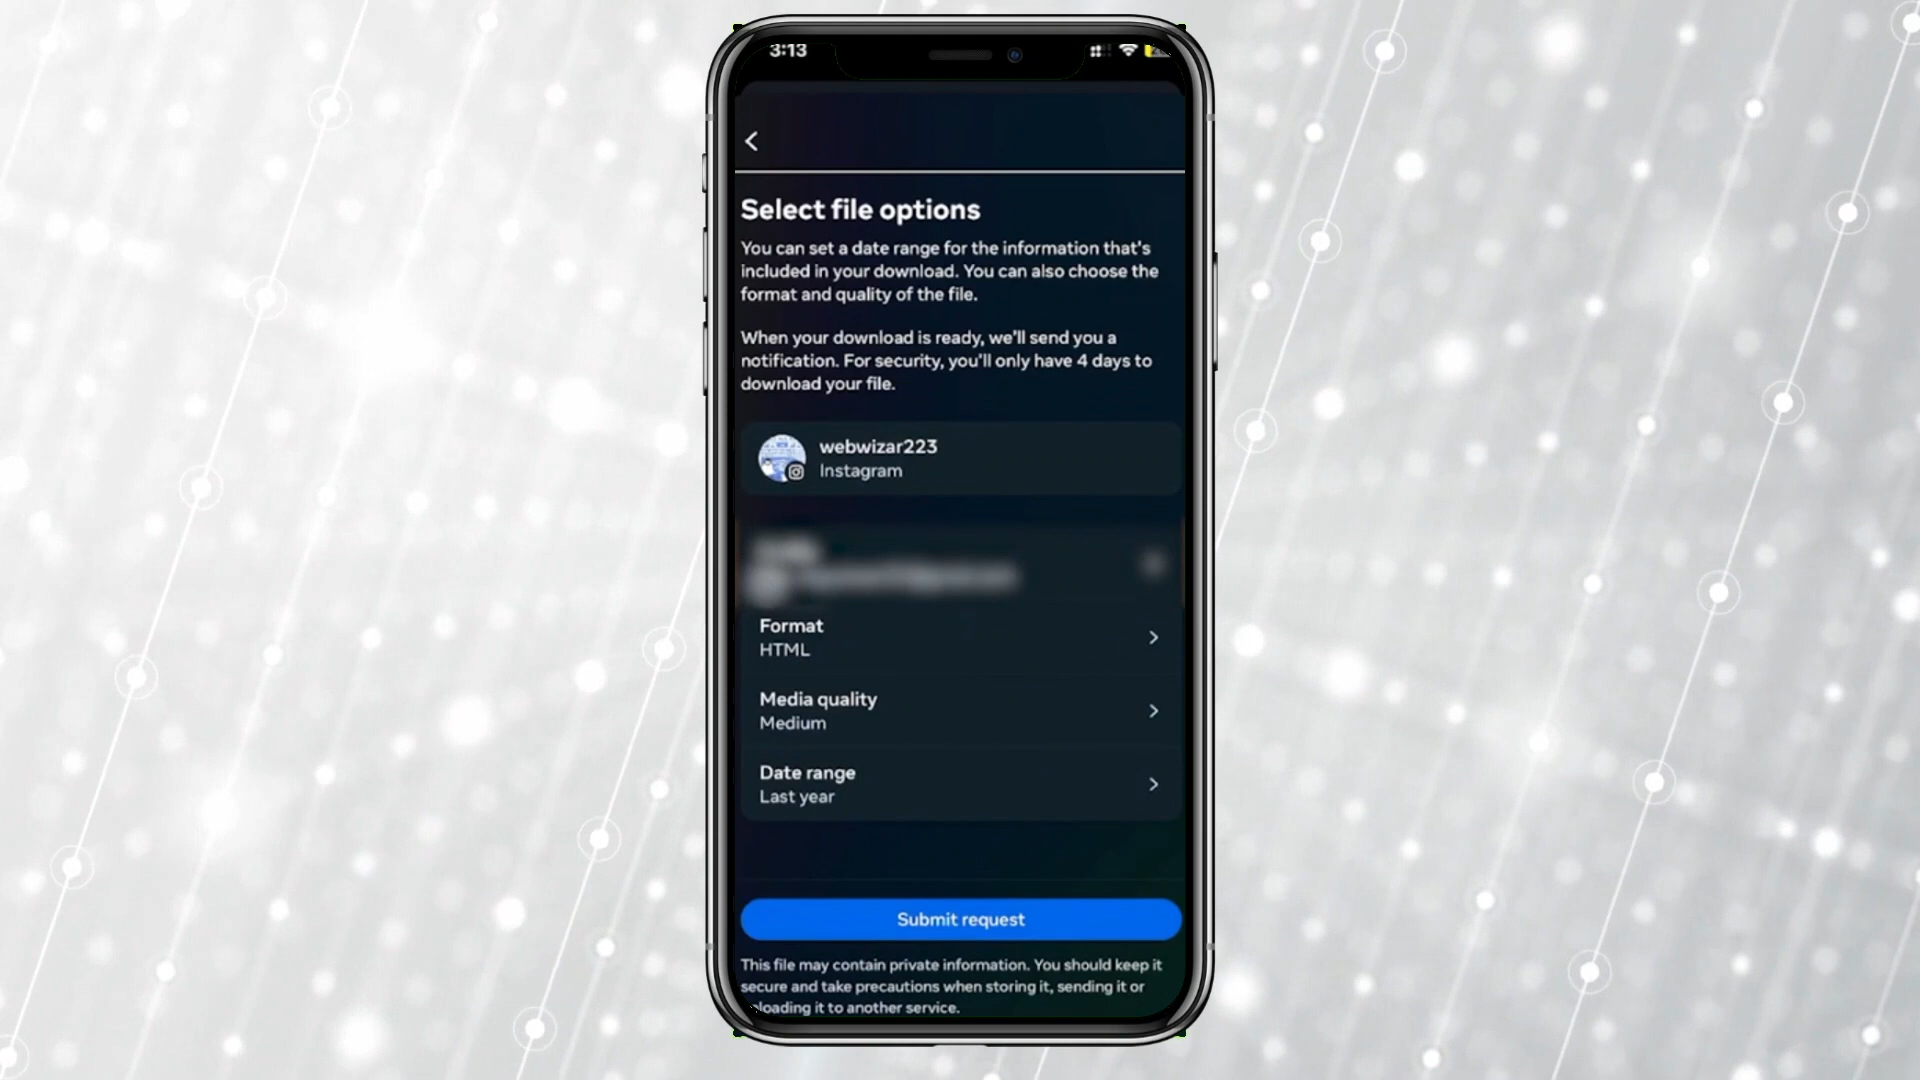 3:13
Select file options
You can set a date range for the information that's
included in your download. You can also choose the
format and quality of the file.
When your download is ready, we'll send you a
notification. For security, you'll only have 4 days to
download your file.
webwizar223
Instagram
Format
HTML
Media quality
Medium
Date range
Last year
Submit request
This file may contain private information. You should keep it
secure and take precautions when storing it, sending it or
loading it to another service.